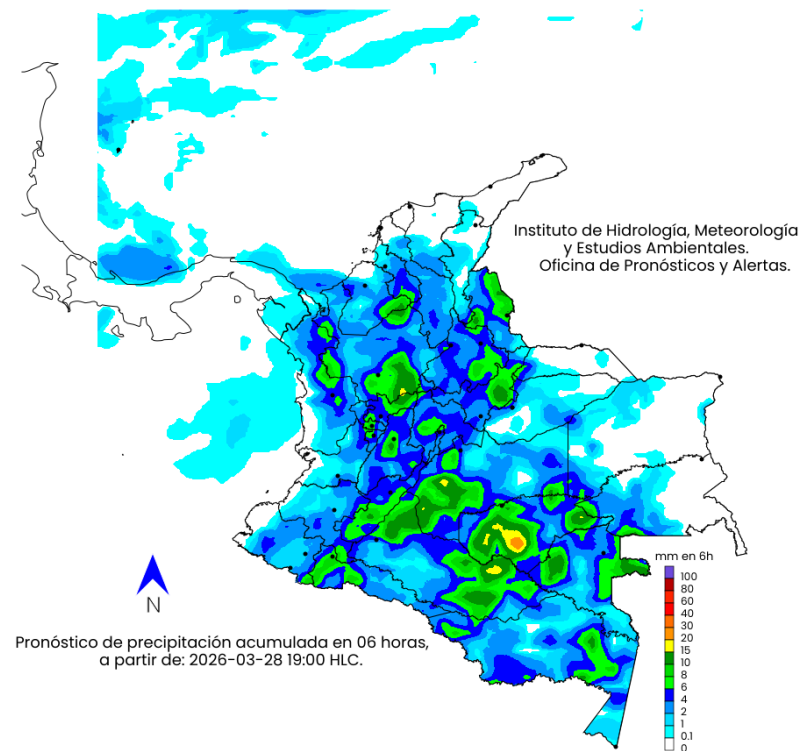 Instituto de Hidrología, Meteorología
y Estudios Ambientales.
Oficina de Pronósticos y Alertas.
mm en 6h
100
80
60
40
30
20
15
10
8
6
4
2
1
0.1
0
N
Pronóstico de precipitación acumulada en 06 horas,
a partir de: 2026-03-28 19:00 HLC.